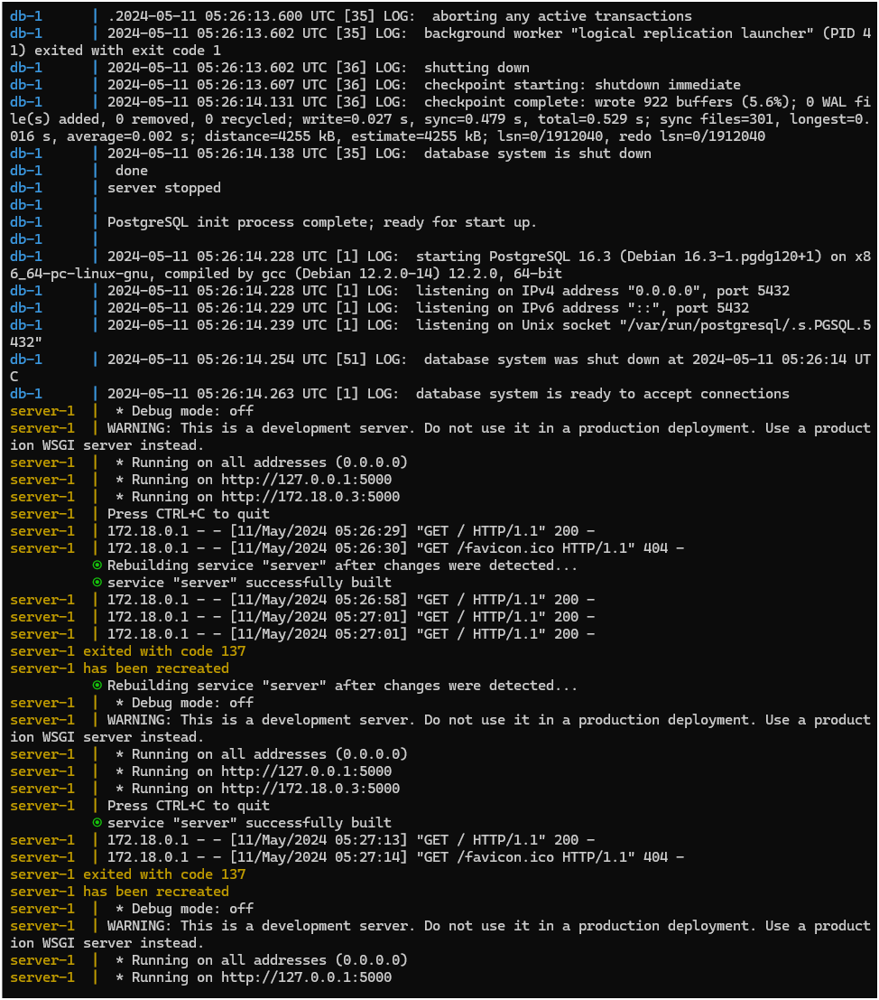 db-1      | .2024-05-11 05:26:13.600 UTC [35] LOG:  aborting any active transactions
db-1      | 2024-05-11 05:26:13.602 UTC [35] LOG:  background worker "logical replication launcher" (PID 4
1) exited with exit code 1
db-1      | 2024-05-11 05:26:13.602 UTC [36] LOG:  shutting down
db-1      | 2024-05-11 05:26:13.607 UTC [36] LOG:  checkpoint starting: shutdown immediate
db-1      | 2024-05-11 05:26:14.131 UTC [36] LOG:  checkpoint complete: wrote 922 buffers (5.6%); 0 WAL fi
le(s) added, 0 removed, 0 recycled; write=0.027 s, sync=0.479 s, total=0.529 s; sync files=301, longest=0.
016 s, average=0.002 s; distance=4255 kB, estimate=4255 kB; lsn=0/1912040, redo lsn=0/1912040
db-1      | 2024-05-11 05:26:14.138 UTC [35] LOG:  database system is shut down
db-1      |  done
db-1      | server stopped
db-1      |
db-1      | PostgreSQL init process complete; ready for start up.
db-1      |
db-1      | 2024-05-11 05:26:14.228 UTC [1] LOG:  starting PostgreSQL 16.3 (Debian 16.3-1.pgdg120+1) on x8
6_64-pc-linux-gnu, compiled by gcc (Debian 12.2.0-14) 12.2.0, 64-bit
db-1      | 2024-05-11 05:26:14.228 UTC [1] LOG:  listening on IPv4 address "0.0.0.0", port 5432
db-1      | 2024-05-11 05:26:14.229 UTC [1] LOG:  listening on IPv6 address "::", port 5432
db-1      | 2024-05-11 05:26:14.239 UTC [1] LOG:  listening on Unix socket "/var/run/postgresql/.s.PGSQL.5
432"
db-1      | 2024-05-11 05:26:14.254 UTC [51] LOG:  database system was shut down at 2024-05-11 05:26:14 UT
C
db-1      | 2024-05-11 05:26:14.263 UTC [1] LOG:  database system is ready to accept connections
server-1  |  * Debug mode: off
server-1  | WARNING: This is a development server. Do not use it in a production deployment. Use a product
ion WSGI server instead.
server-1  |  * Running on all addresses (0.0.0.0)
server-1  |  * Running on http://127.0.0.1:5000
server-1  |  * Running on http://172.18.0.3:5000
server-1  | Press CTRL+C to quit
server-1  | 172.18.0.1 - - [11/May/2024 05:26:29] "GET / HTTP/1.1" 200 -
server-1  | 172.18.0.1 - - [11/May/2024 05:26:30] "GET /favicon.ico HTTP/1.1" 404 -
          ⦿ Rebuilding service "server" after changes were detected...
          ⦿ service "server" successfully built
server-1  | 172.18.0.1 - - [11/May/2024 05:26:58] "GET / HTTP/1.1" 200 -
server-1  | 172.18.0.1 - - [11/May/2024 05:27:01] "GET / HTTP/1.1" 200 -
server-1  | 172.18.0.1 - - [11/May/2024 05:27:01] "GET / HTTP/1.1" 200 -
server-1 exited with code 137
server-1 has been recreated
          ⦿ Rebuilding service "server" after changes were detected...
server-1  |  * Debug mode: off
server-1  | WARNING: This is a development server. Do not use it in a production deployment. Use a product
ion WSGI server instead.
server-1  |  * Running on all addresses (0.0.0.0)
server-1  |  * Running on http://127.0.0.1:5000
server-1  |  * Running on http://172.18.0.3:5000
server-1  | Press CTRL+C to quit
          ⦿ service "server" successfully built
server-1  | 172.18.0.1 - - [11/May/2024 05:27:13] "GET / HTTP/1.1" 200 -
server-1  | 172.18.0.1 - - [11/May/2024 05:27:14] "GET /favicon.ico HTTP/1.1" 404 -
server-1 exited with code 137
server-1 has been recreated
server-1  |  * Debug mode: off
server-1  | WARNING: This is a development server. Do not use it in a production deployment. Use a product
ion WSGI server instead.
server-1  |  * Running on all addresses (0.0.0.0)
server-1  |  * Running on http://127.0.0.1:5000